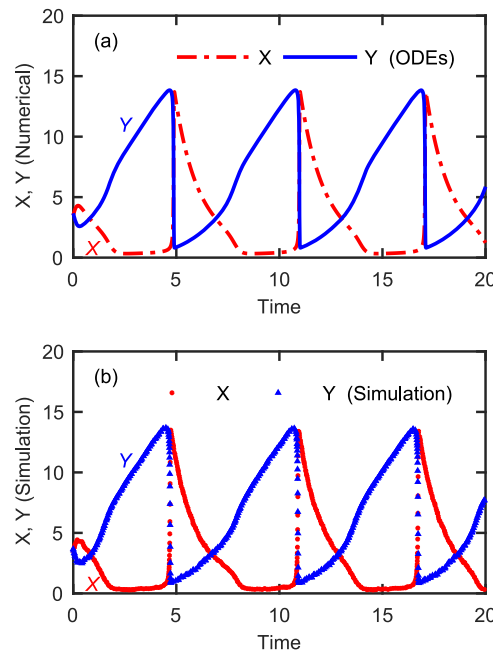 20
(a)
X Y (ODEs)
15
Y
10
X, Y (Numerical)
5
X
0
0 5 10 15 20
Time
20
(b)
X Y (Simulation)
15
Y
10
X, Y (Simulation)
5
X
0
0 5 10 15 20
Time